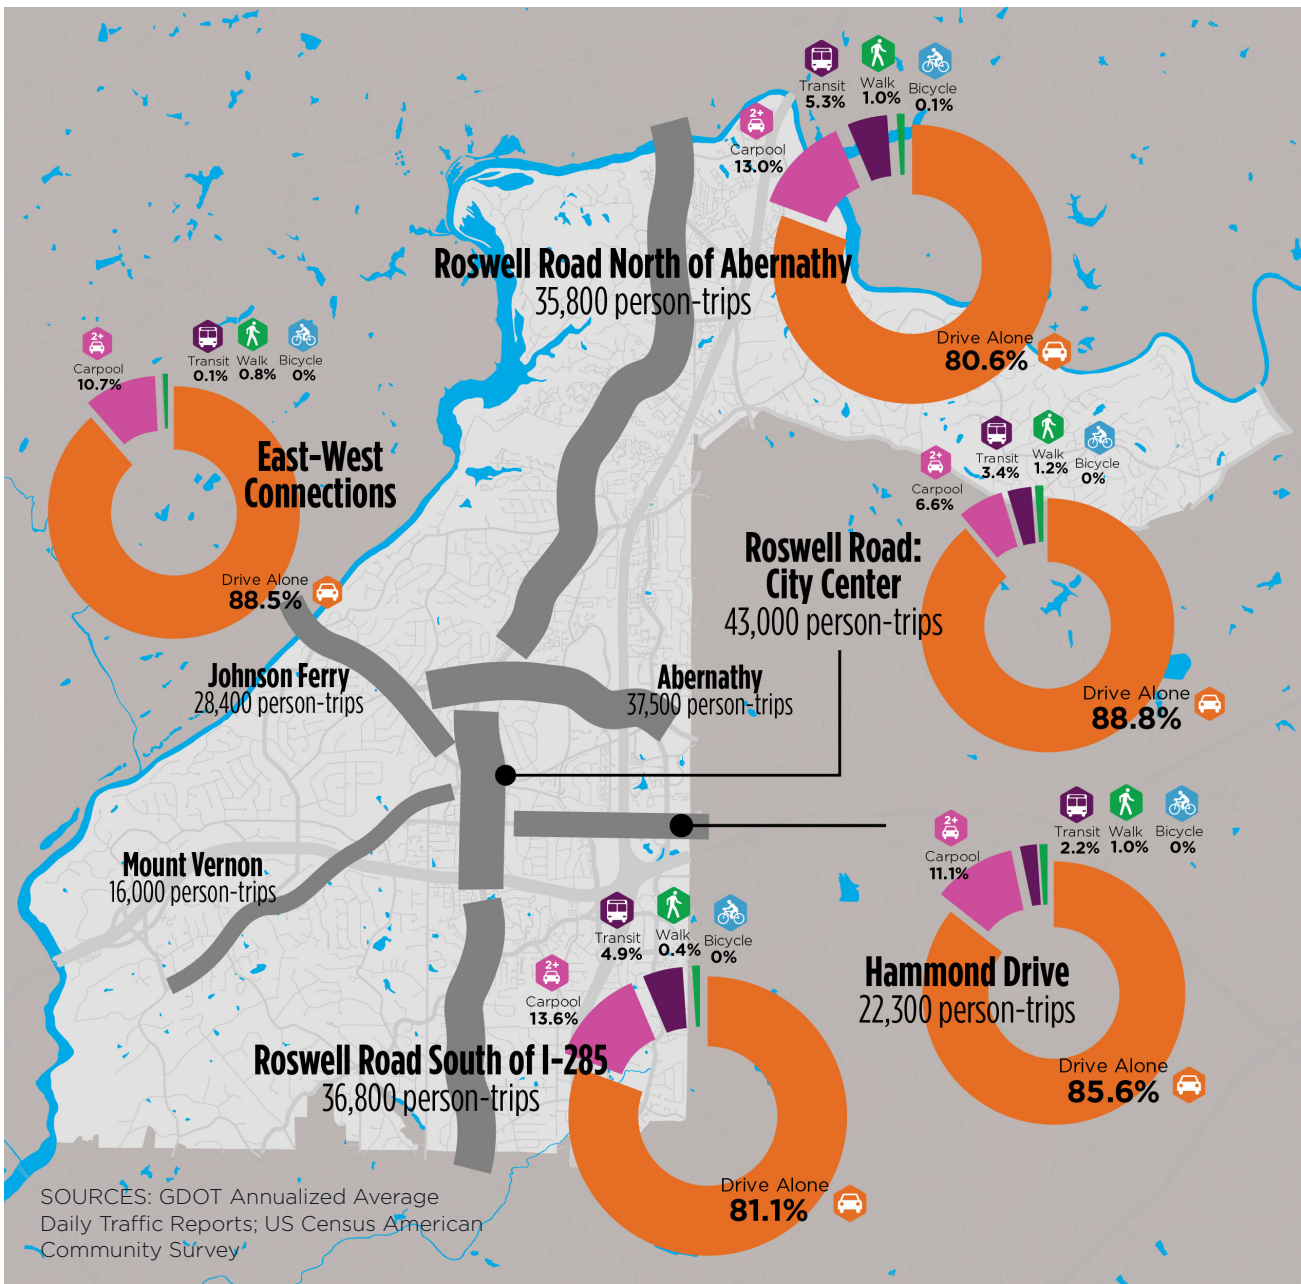 Transit
5.3%
Walk
1.0%
Bicycle
0.1%
2+
Carpool
13.0%
Roswell Road North of Abernathy
35,800 person-trips
Drive Alone
80.6%
2+
Carpool
10.7%
Transit
0.1%
Walk
0.8%
Bicycle
0%
East-West
Connections
Drive Alone
88.5%
2+
Carpool
6.6%
Transit
3.4%
Walk
1.2%
Bicycle
0%
Roswell Road:
City Center
43,000 person-trips
Drive Alone
88.8%
Johnson Ferry
28,400 person-trips
Abernathy
37,500 person-trips
Mount Vernon
16,000 person-trips
2+
Carpool
11.1%
Transit
2.2%
Walk
1.0%
Bicycle
0%
Hammond Drive
22,300 person-trips
Drive Alone
85.6%
2+
Carpool
13.6%
Transit
4.9%
Walk
0.4%
Bicycle
0%
Roswell Road South of I-285
36,800 person-trips
Drive Alone
81.1%
SOURCES: GDOT Annualized Average
Daily Traffic Reports; US Census American
Community Survey